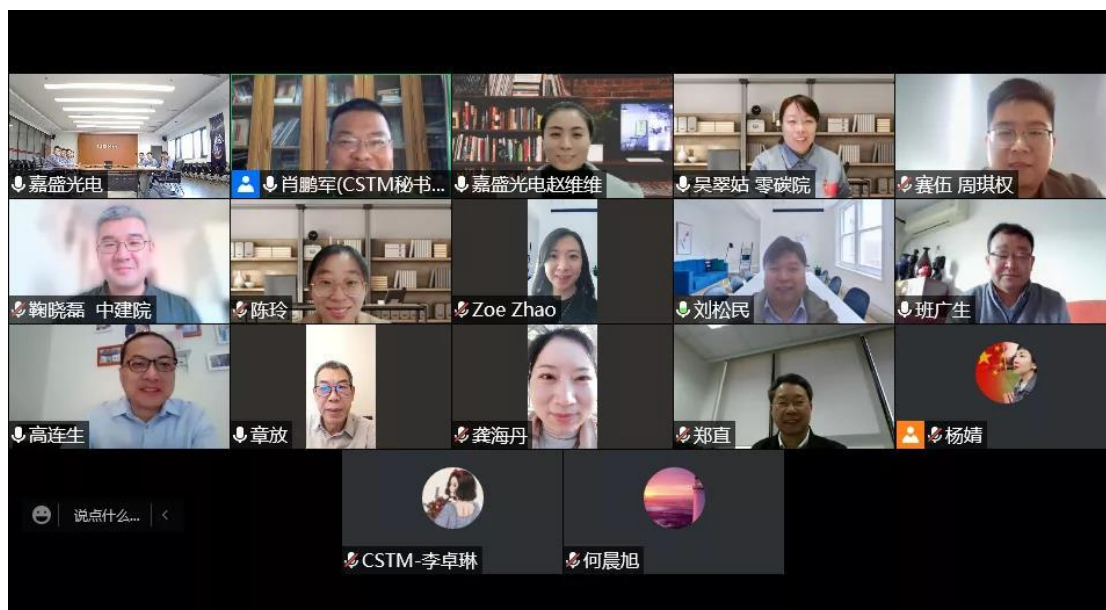 嘉盛光电
肖鹏军(CSTM秘书...
嘉盛光电赵维维
吴翠姑 零碳院
赛伍 周琪权
鞠晓磊 中建院
陈玲
Zoe Zhao
刘松民
班广生
高连生
章放
龚海丹
郑直
杨婧
说点什么...
CSTM-李卓琳
何晨旭